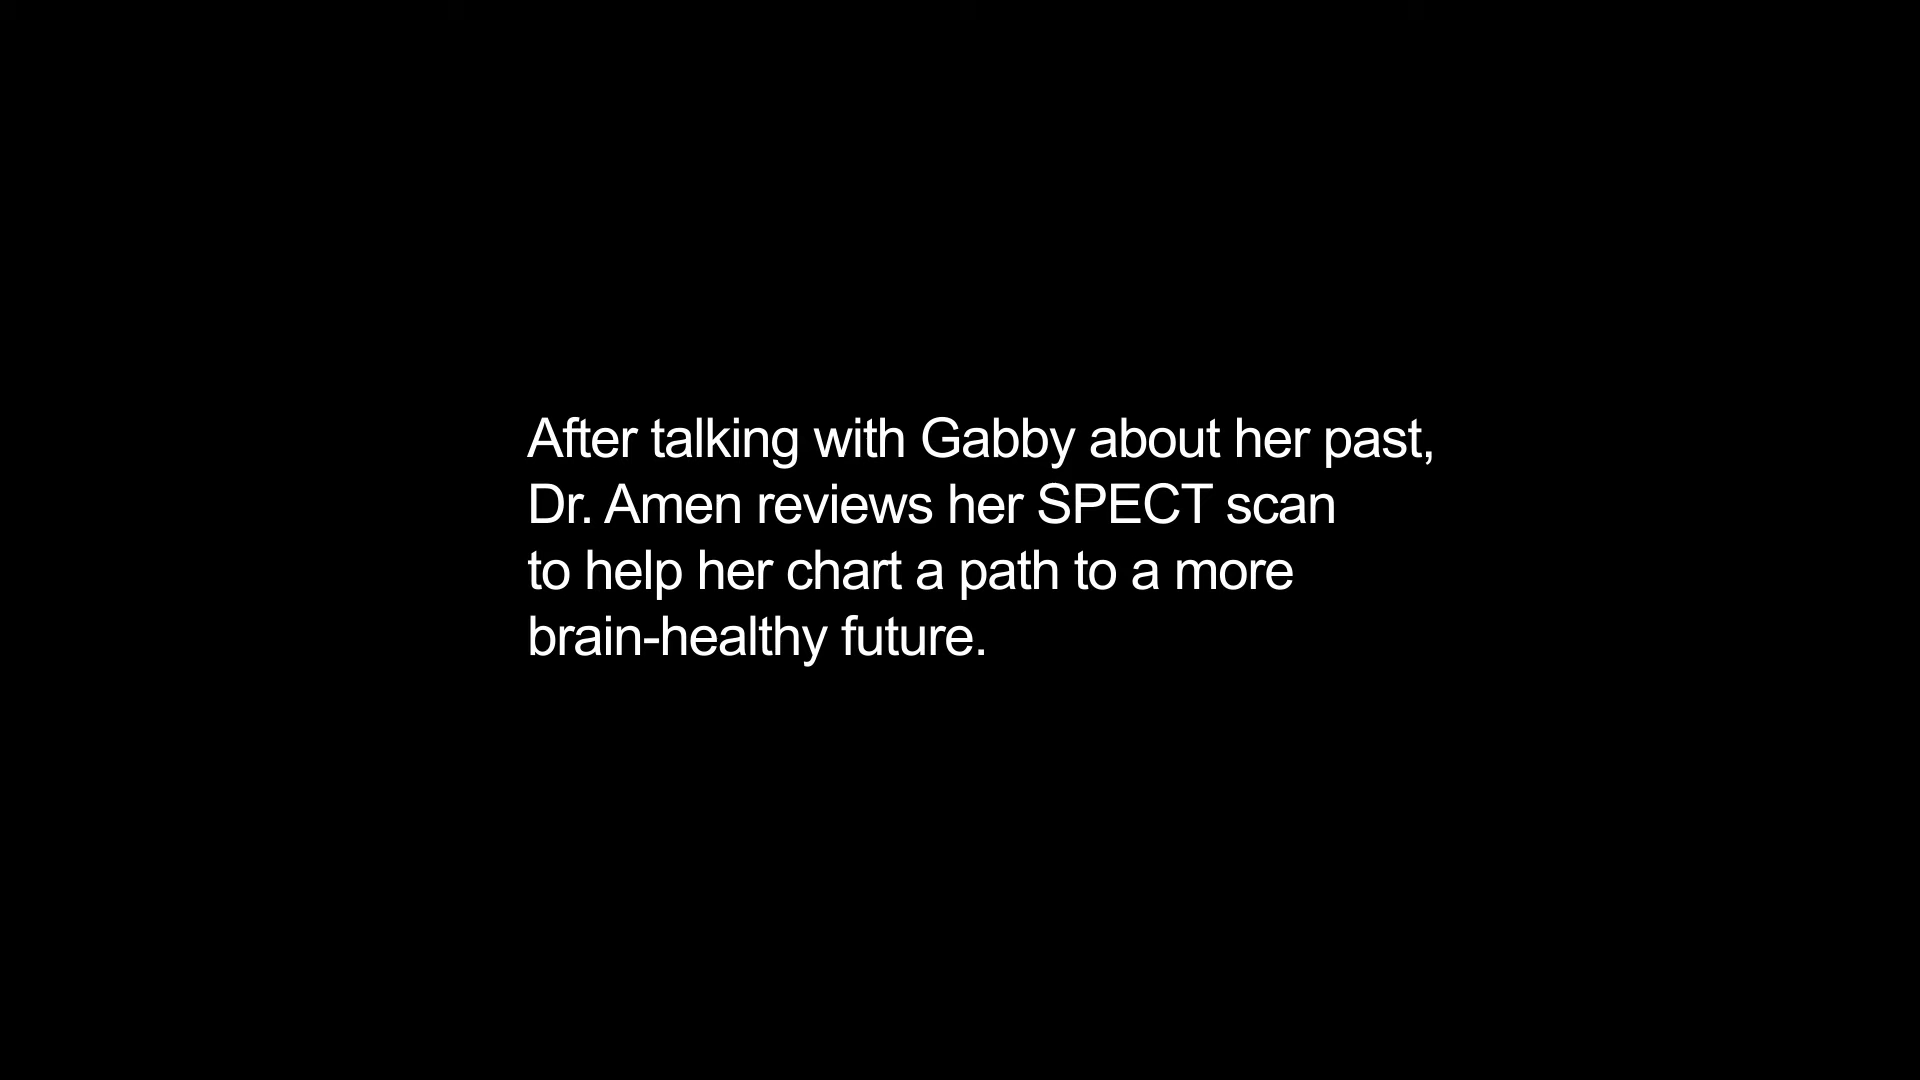 After talking with Gabby about her past,
Dr. Amen reviews her SPECT scan
to help her chart a path to a more
brain-healthy future.